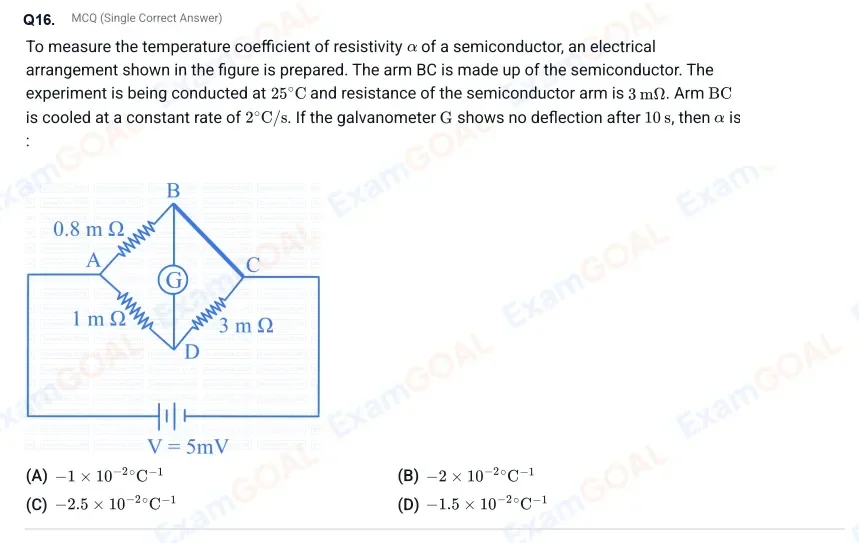 Q16. MCQ (Single Correct Answer)
To measure the temperature coefficient of resistivity α of a semiconductor, an electrical
arrangement shown in the figure is prepared. The arm BC is made up of the semiconductor. The
experiment is being conducted at 25°C and resistance of the semiconductor arm is 3 mΩ. Arm BC
is cooled at a constant rate of 2°C/s. If the galvanometer G shows no deflection after 10 s, then α is
:
B
0.8 m Ω
A
C
G
1 m Ω
3 m Ω
D
V = 5mV
(A) −1 × 10⁻²°C⁻¹
(B) −2 × 10⁻²°C⁻¹
(C) −2.5 × 10⁻²°C⁻¹
(D) −1.5 × 10⁻²°C⁻¹
ExamGOAL